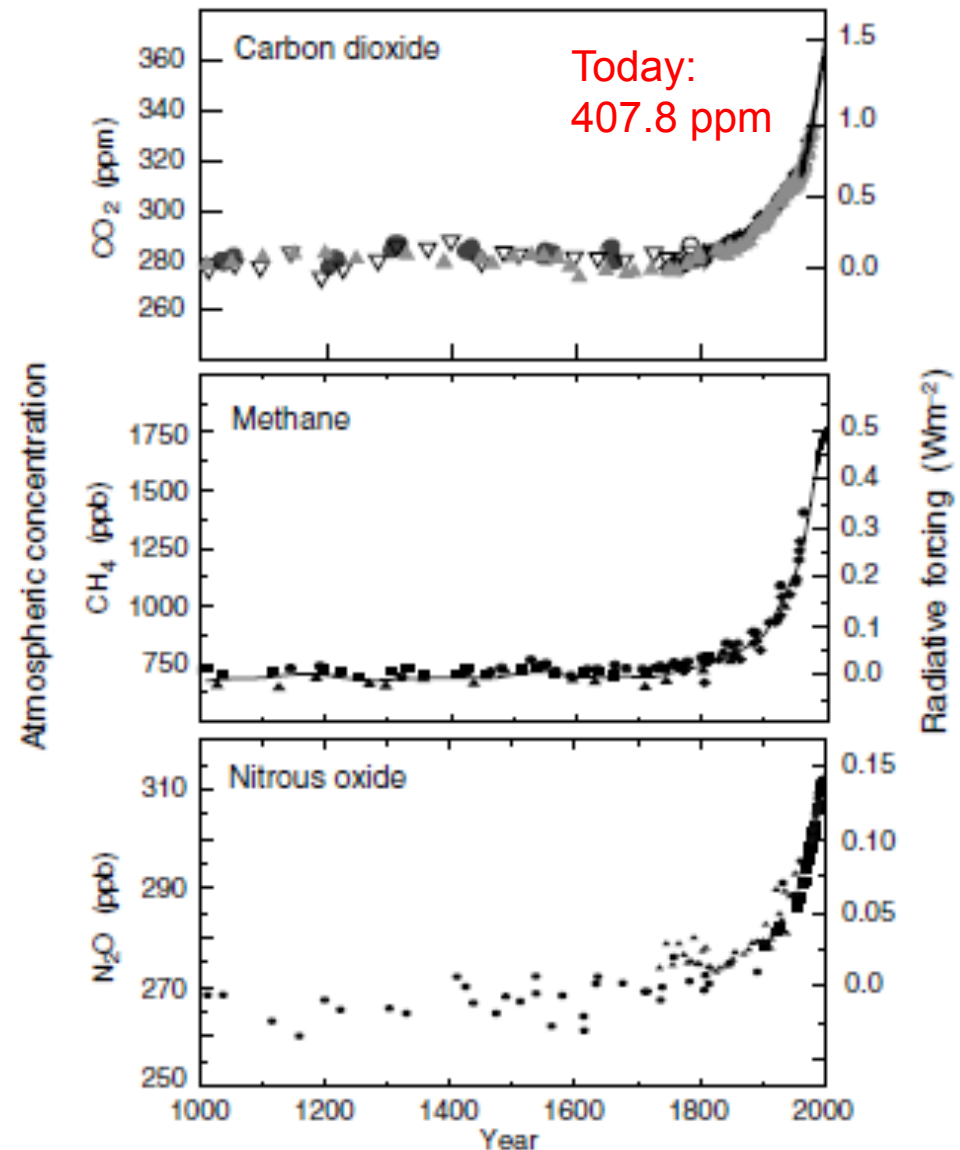 Carbon dioxide
Today:
407.8 ppm
360
340
320
300
280
260
CO₂ (ppm)
1.5
1.0
0.5
0.0
Atmospheric concentration
Methane
1750
1500
1250
1000
750
CH₄ (ppb)
0.5
0.4
0.3
0.2
0.1
0.0
Radiative forcing (Wm⁻²)
Nitrous oxide
310
290
270
250
N₂O (ppb)
0.15
0.10
0.05
0.0
1000 1200 1400 1600 1800 2000
Year